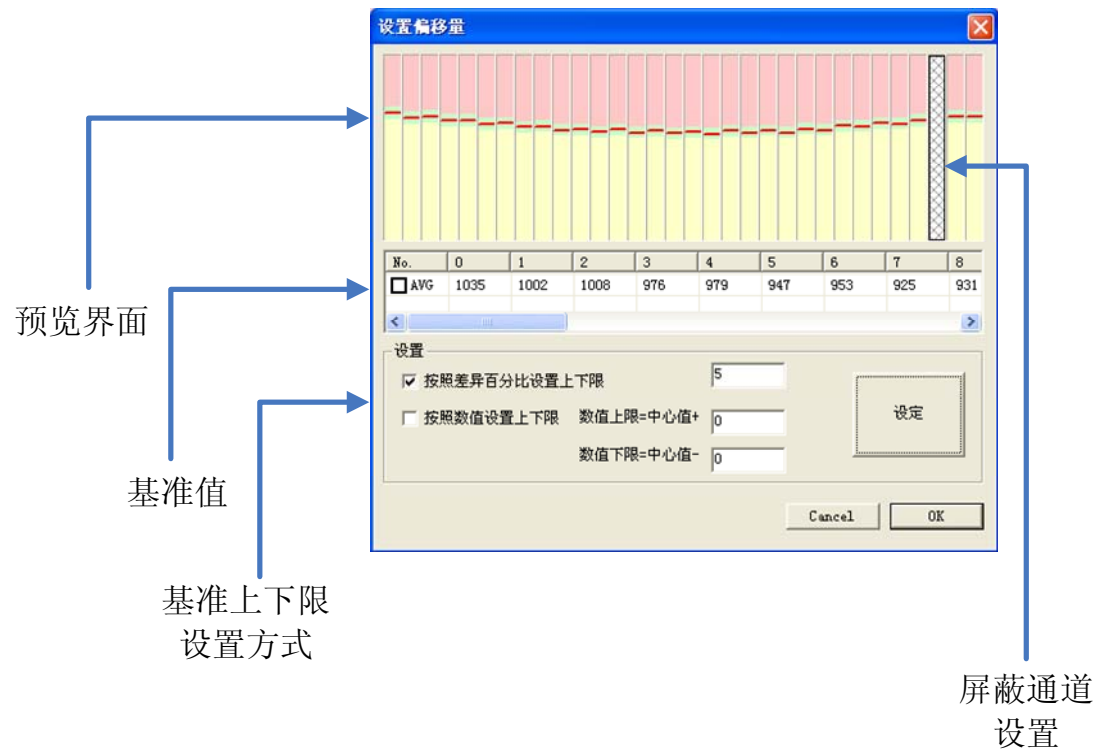 设置偏移量
No. 0 1 2 3 4 5 6 7 8
AVG 1035 1002 1008 976 979 947 953 925 931
设置
按照差异百分比设置上下限 5
按照数值设置上下限 数值上限=中心值+ 0
数值下限=中心值- 0
设定
Cancel OK
预览界面
基准值
基准上下限
设置方式
屏蔽通道
设置